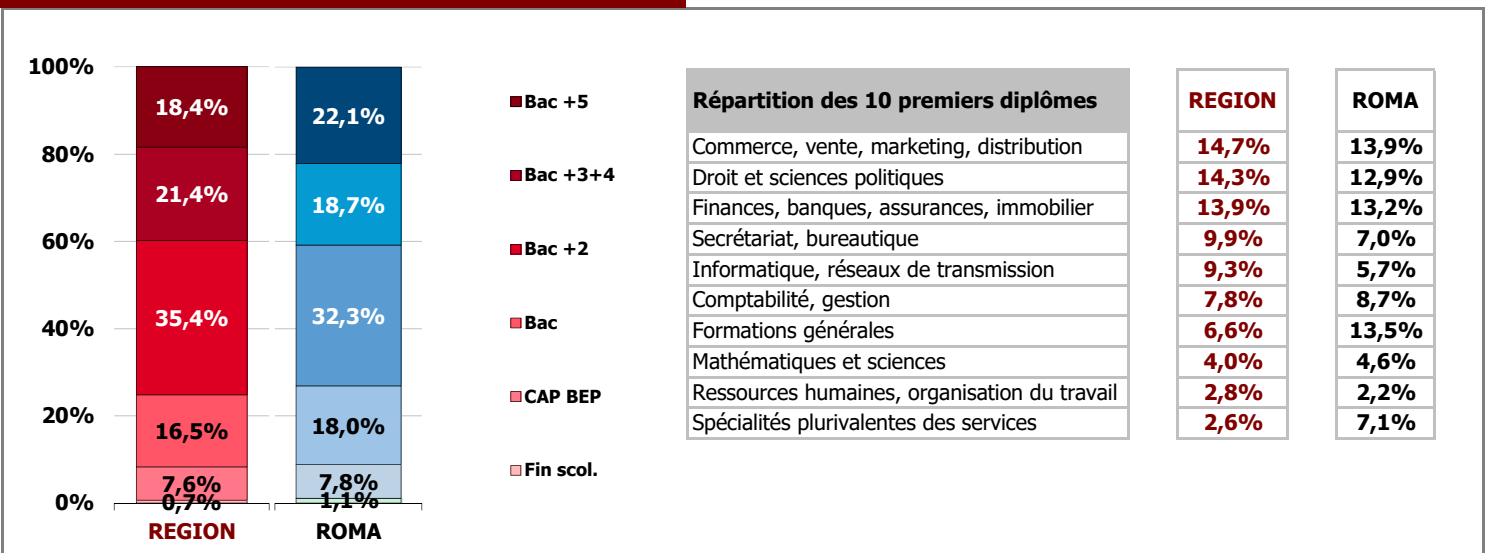 100%
80%
60%
40%
20%
0%
18,4%
21,4%
35,4%
16,5%
7,6%
0,7%
REGION
22,1%
18,7%
32,3%
18,0%
7,8%
1,1%
ROMA
Bac +5
Bac +3+4
Bac +2
Bac
CAP BEP
Fin scol.
Répartition des 10 premiers diplômes REGION ROMA
Commerce, vente, marketing, distribution 14,7% 13,9%
Droit et sciences politiques 14,3% 12,9%
Finances, banques, assurances, immobilier 13,9% 13,2%
Secrétariat, bureautique 9,9% 7,0%
Informatique, réseaux de transmission 9,3% 5,7%
Comptabilité, gestion 7,8% 8,7%
Formations générales 6,6% 13,5%
Mathématiques et sciences 4,0% 4,6%
Ressources humaines, organisation du travail 2,8% 2,2%
Spécialités plurivalentes des services 2,6% 7,1%